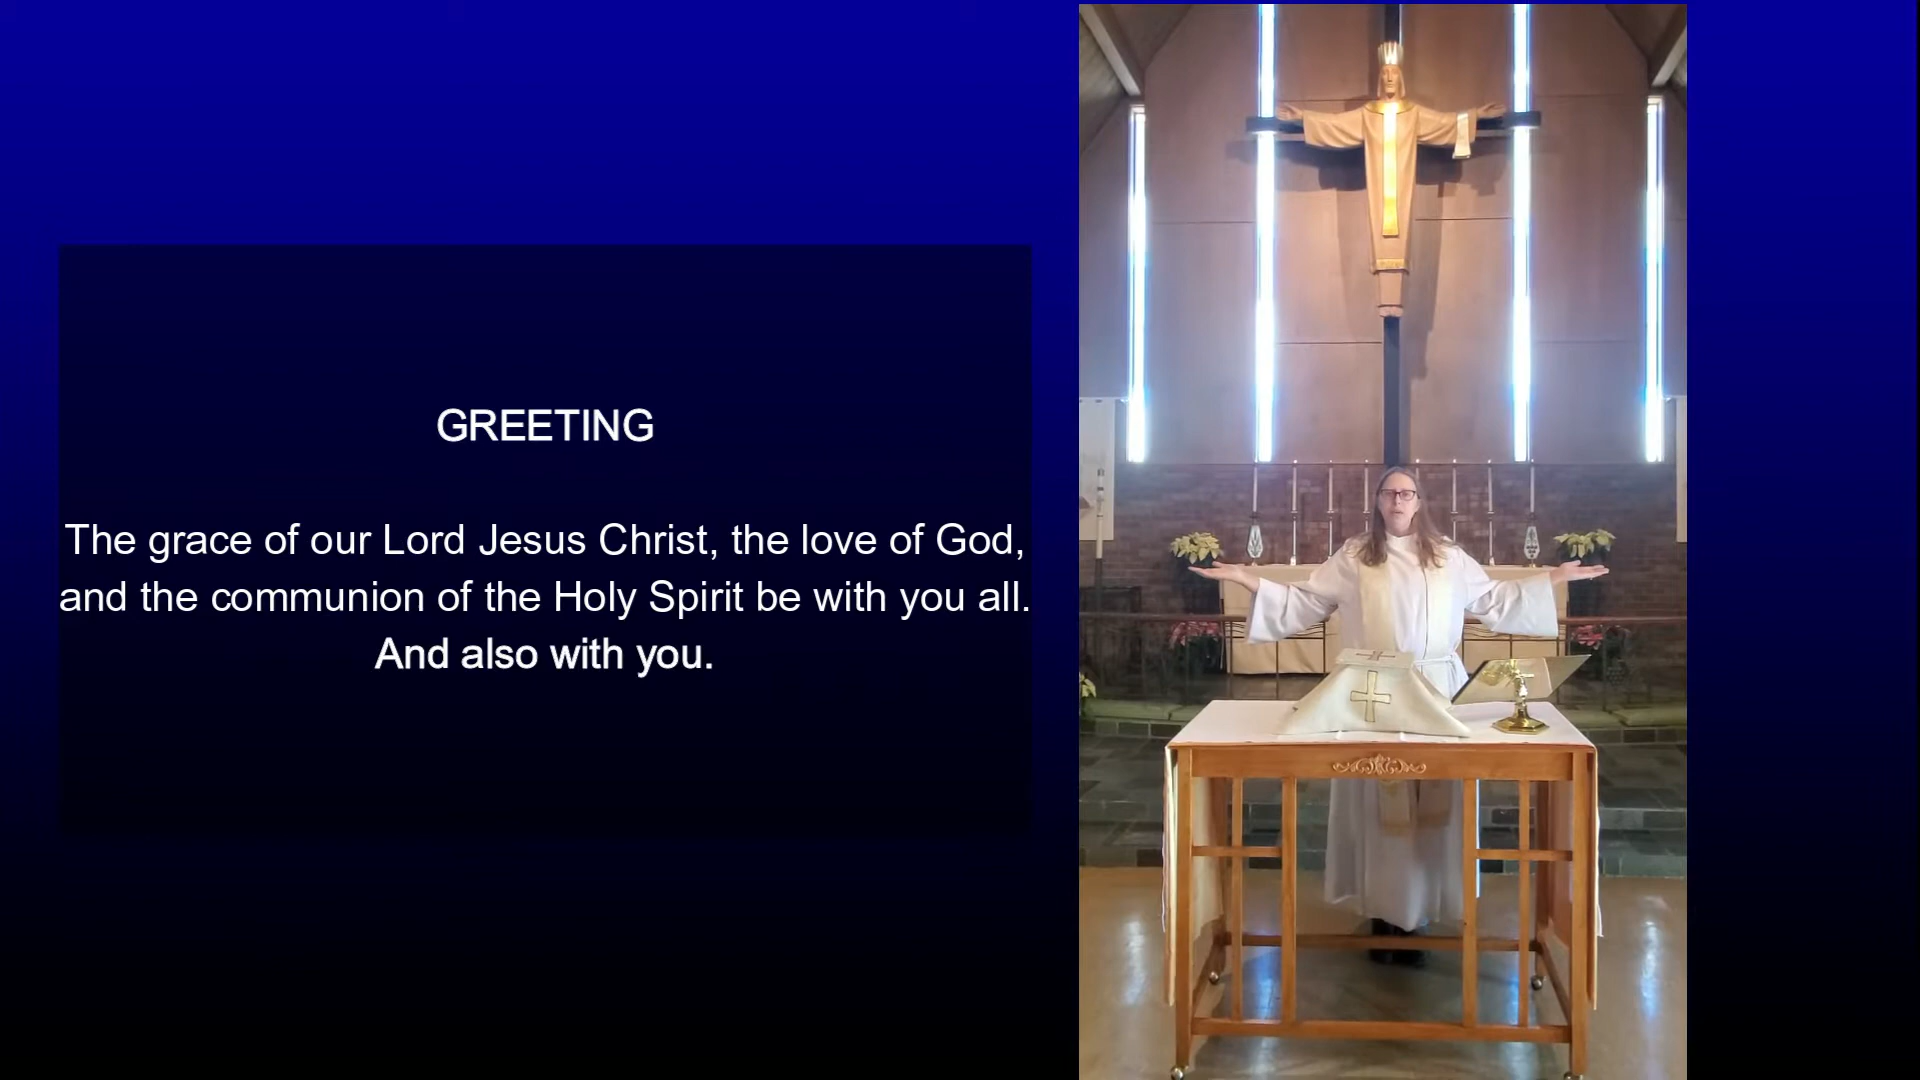 GREETING
The grace of our Lord Jesus Christ, the love of God,
and the communion of the Holy Spirit be with you all.
And also with you.